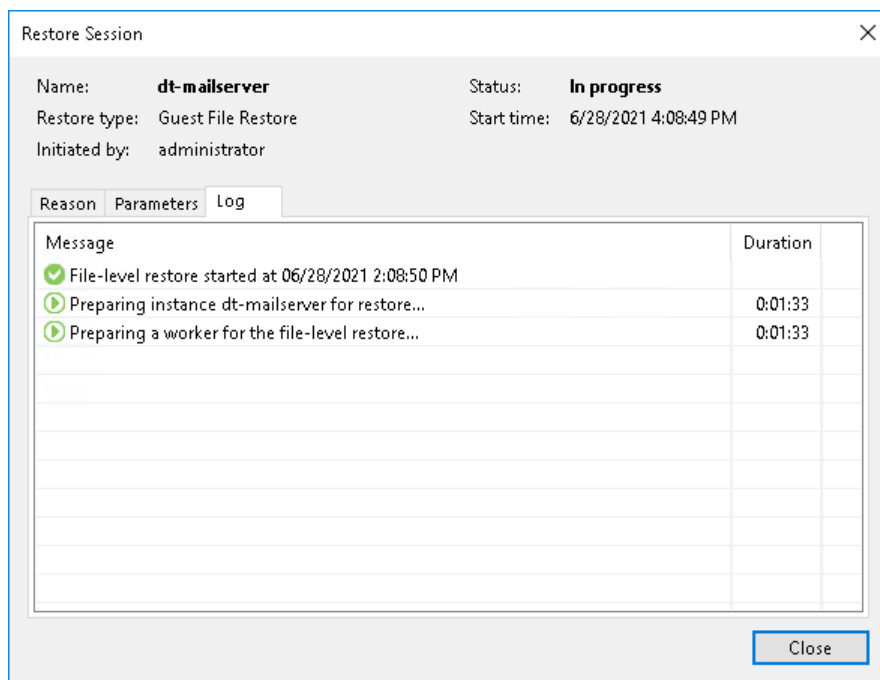 Restore Session
Name: dt-mailserver Status: In progress
Restore type: Guest File Restore Start time: 6/28/2021 4:08:49 PM
Initiated by: administrator
Reason Parameters Log
Message Duration
File-level restore started at 06/28/2021 2:08:50 PM
Preparing instance dt-mailserver for restore... 0:01:33
Preparing a worker for the file-level restore... 0:01:33
Close